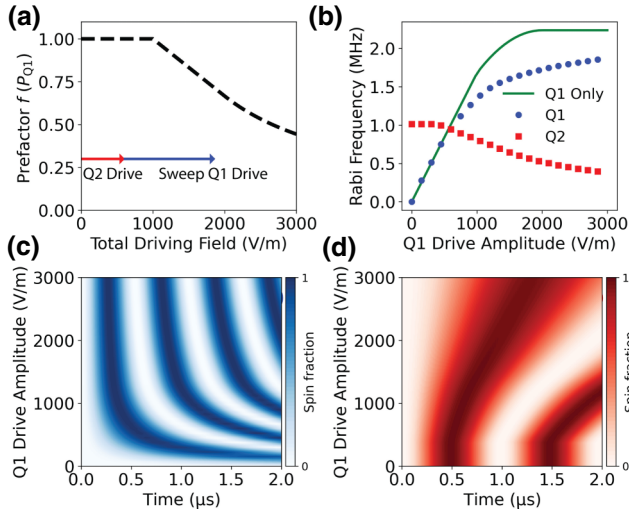 (a)
Prefactor f (P_Q1)
1.00
0.75
0.50
0.25
0.00
Q2 Drive
Sweep Q1 Drive
0
1000
2000
3000
Total Driving Field (V/m)
(b)
Rabi Frequency (MHz)
2.0
1.5
1.0
0.5
0.0
Q1 Only
Q1
Q2
0
1000
2000
3000
Q1 Drive Amplitude (V/m)
(c)
Q1 Drive Amplitude (V/m)
3000
2000
1000
0
0.0
0.5
1.0
1.5
2.0
Time (μs)
1
Spin fraction
0
(d)
Q1 Drive Amplitude (V/m)
3000
2000
1000
0
0.0
0.5
1.0
1.5
2.0
Time (μs)
1
Spin fraction
0